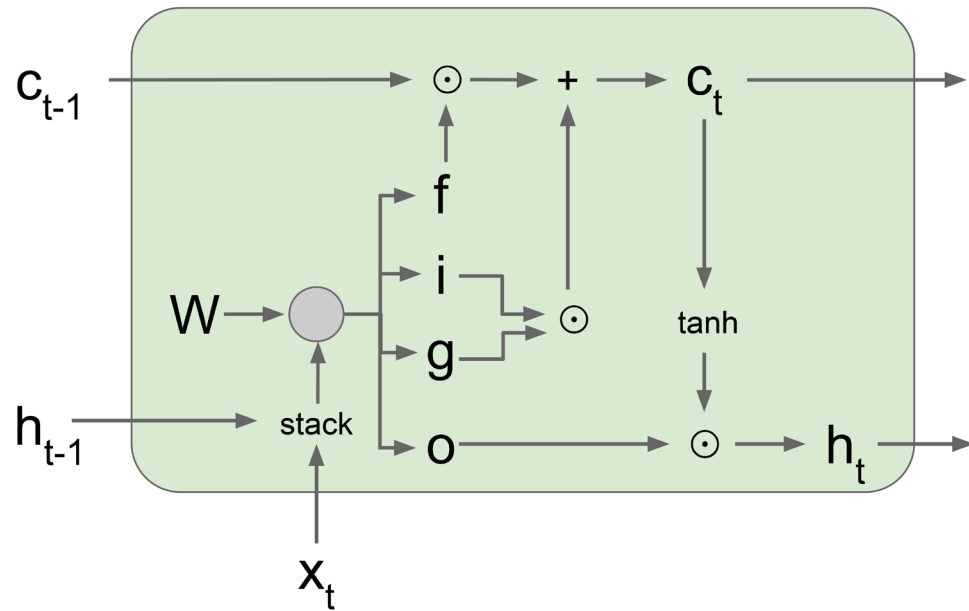 c_{t-1} ⊙ + c_t
f
i
W ⊙ tanh
g
h_{t-1} stack o ⊙ h_t
x_t